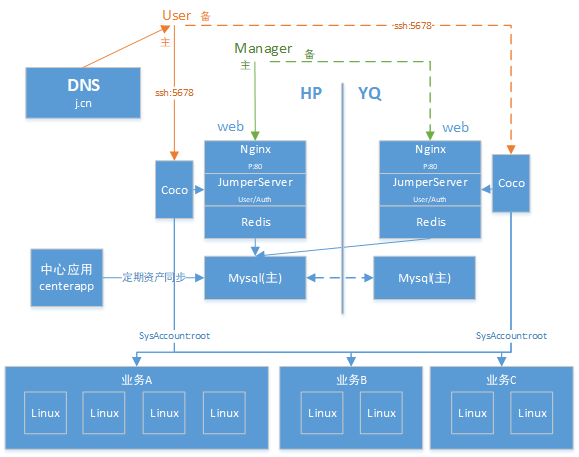 User 备
主
ssh:5678
Manager 备
主
DNS
j.cn
ssh:5678
HP
YQ
web
web
Nginx
P:80
JumperServer
User/Auth
Redis
Nginx
P:80
JumperServer
User/Auth
Redis
Coco
Coco
中心应用
centerapp
定期资产同步
Mysql(主)
Mysql(主)
SysAccount:root
SysAccount:root
业务A
Linux
Linux
Linux
Linux
业务B
Linux
Linux
业务C
Linux
Linux